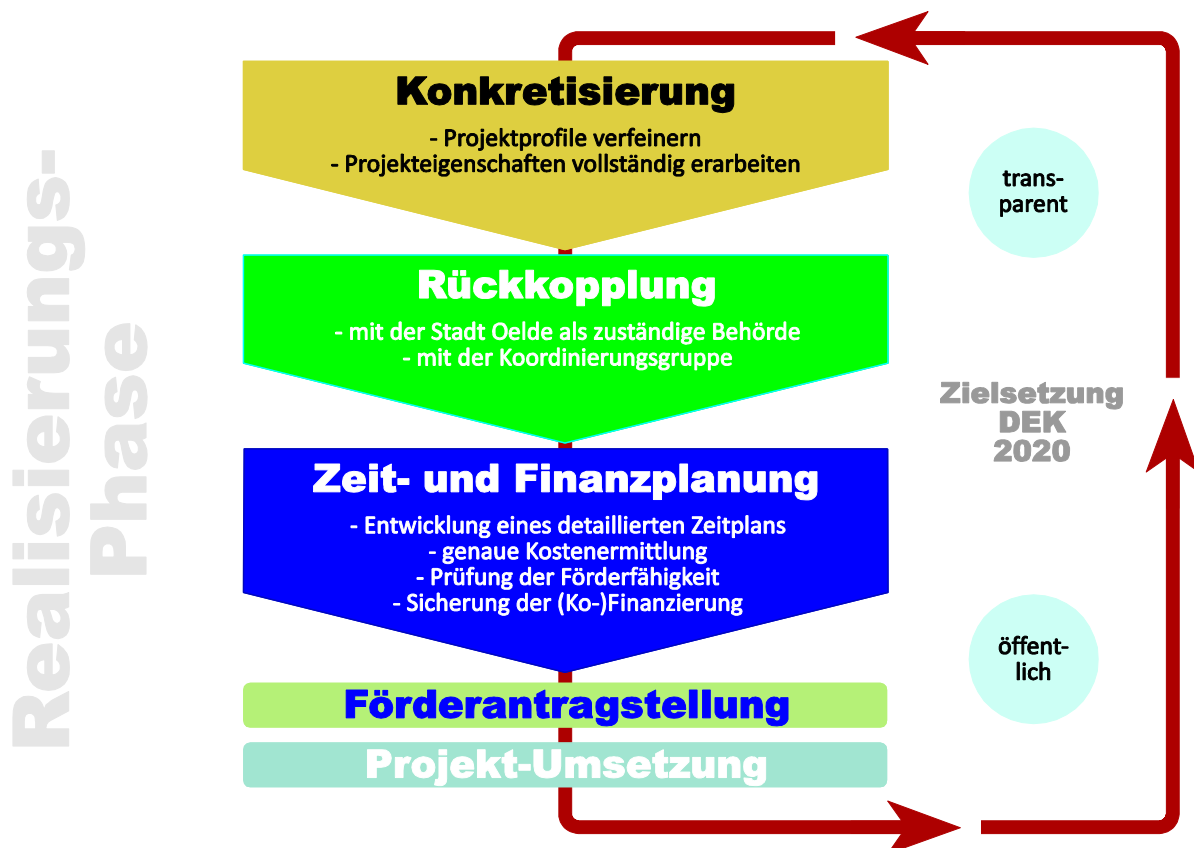 Realisierungs-
Phase
Konkretisierung
- Projektprofile verfeinern
- Projekteigenschaften vollständig erarbeiten
Rückkopplung
- mit der Stadt Oelde als zuständige Behörde
- mit der Koordinierungsgruppe
Zeit- und Finanzplanung
- Entwicklung eines detaillierten Zeitplans
- genaue Kostenermittlung
- Prüfung der Förderfähigkeit
- Sicherung der (Ko-)Finanzierung
Förderantragstellung
Projekt-Umsetzung
trans-
parent
Zielsetzung
DEK
2020
öffent-
lich